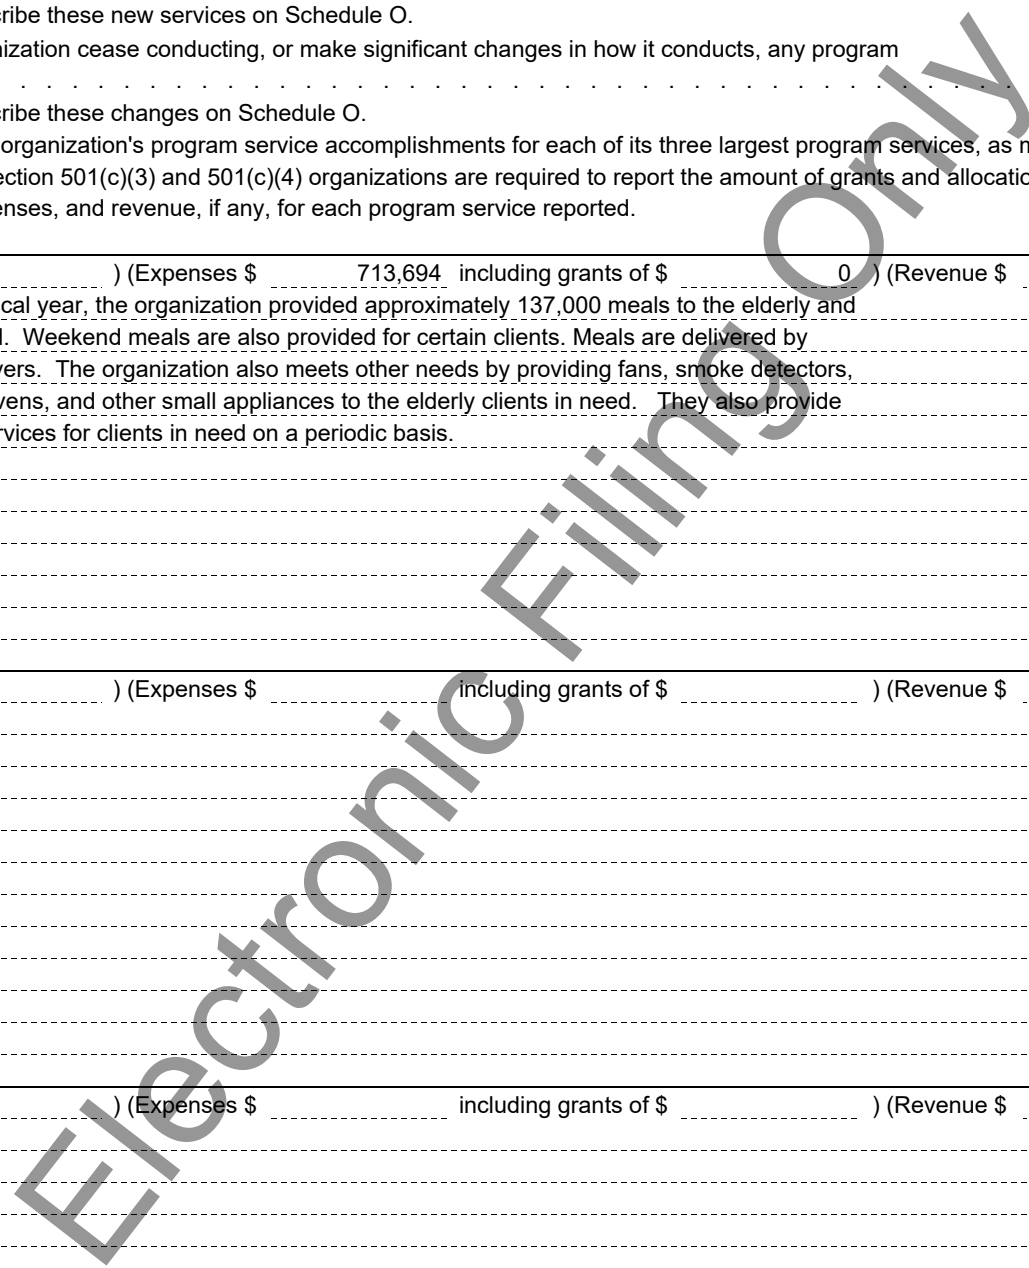 cribe these new services on Schedule O.
nization cease conducting, or make significant changes in how it conducts, any program
. . . . . . . . . . . . . . . . . . . . . . . . . . . . . . . . . . . . . . .
cribe these changes on Schedule O.
organization's program service accomplishments for each of its three largest program services, as m
ection 501(c)(3) and 501(c)(4) organizations are required to report the amount of grants and allocatio
enses, and revenue, if any, for each program service reported.
) (Expenses $ 713,694 including grants of $ 0 ) (Revenue $
cal year, the organization provided approximately 137,000 meals to the elderly and
. Weekend meals are also provided for certain clients. Meals are delivered by
vers. The organization also meets other needs by providing fans, smoke detectors,
vens, and other small appliances to the elderly clients in need. They also provide
rvices for clients in need on a periodic basis.
) (Expenses $ including grants of $ ) (Revenue $
) (Expenses $ including grants of $ ) (Revenue $
Electronic Filing Only